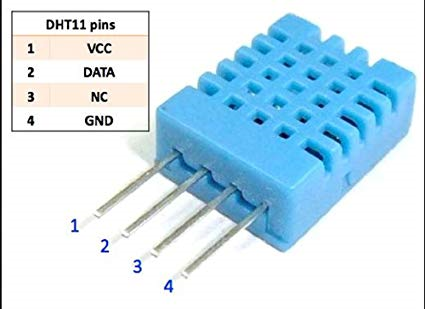 DHT11 pins
1 VCC
2 DATA
3 NC
4 GND
1
2
3
4